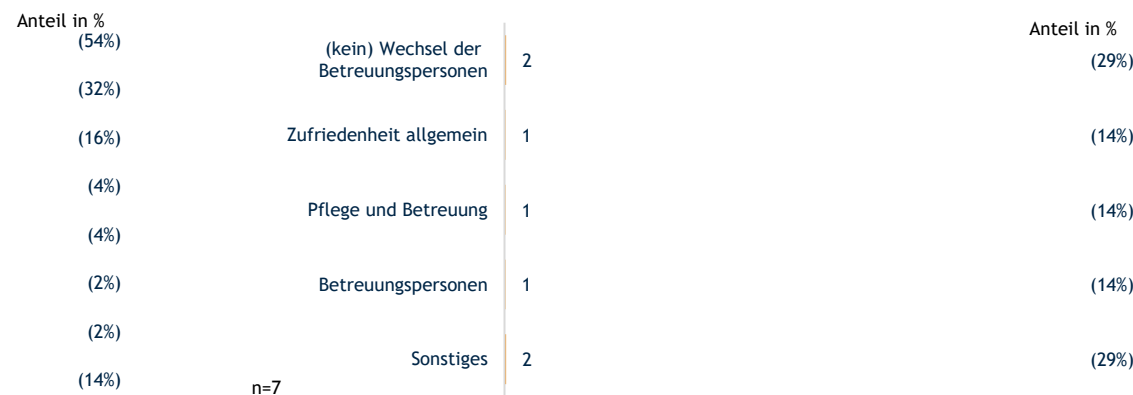 Anteil in %
(54%)
(32%)
(16%)
(4%)
(4%)
(2%)
(2%)
(14%)
n=7
Anteil in %
(kein) Wechsel der
Betreuungspersonen 2 (29%)
Zufriedenheit allgemein 1 (14%)
Pflege und Betreuung 1 (14%)
Betreuungspersonen 1 (14%)
Sonstiges 2 (29%)